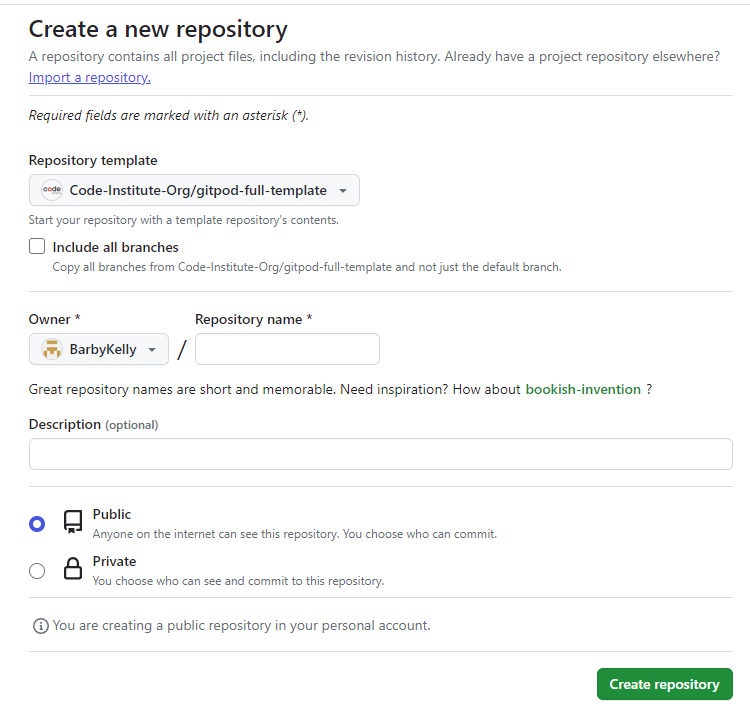 Create a new repository
A repository contains all project files, including the revision history. Already have a project repository elsewhere?
Import a repository.
Required fields are marked with an asterisk (*).
Repository template
code Code-Institute-Org/gitpod-full-template
Start your repository with a template repository's contents.
Include all branches
Copy all branches from Code-Institute-Org/gitpod-full-template and not just the default branch.
Owner * Repository name *
BarbyKelly /
Great repository names are short and memorable. Need inspiration? How about bookish-invention ?
Description (optional)
Public
Anyone on the internet can see this repository. You choose who can commit.
Private
You choose who can see and commit to this repository.
You are creating a public repository in your personal account.
Create repository